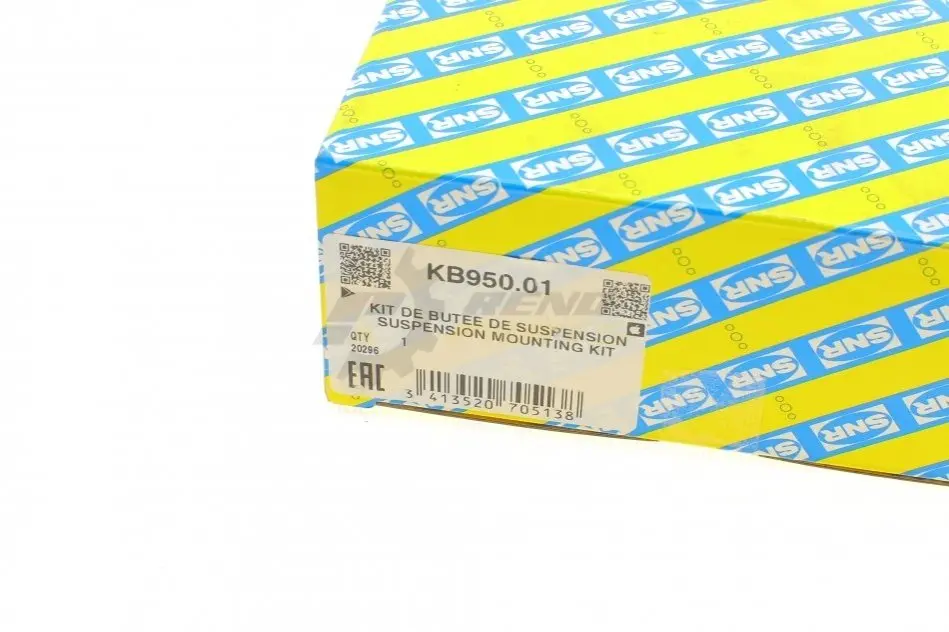 SNR
KB950.01
KIT DE BUTEE DE SUSPENSION
SUSPENSION MOUNTING KIT
QTY 1
20296
EAC
3 413520 705138